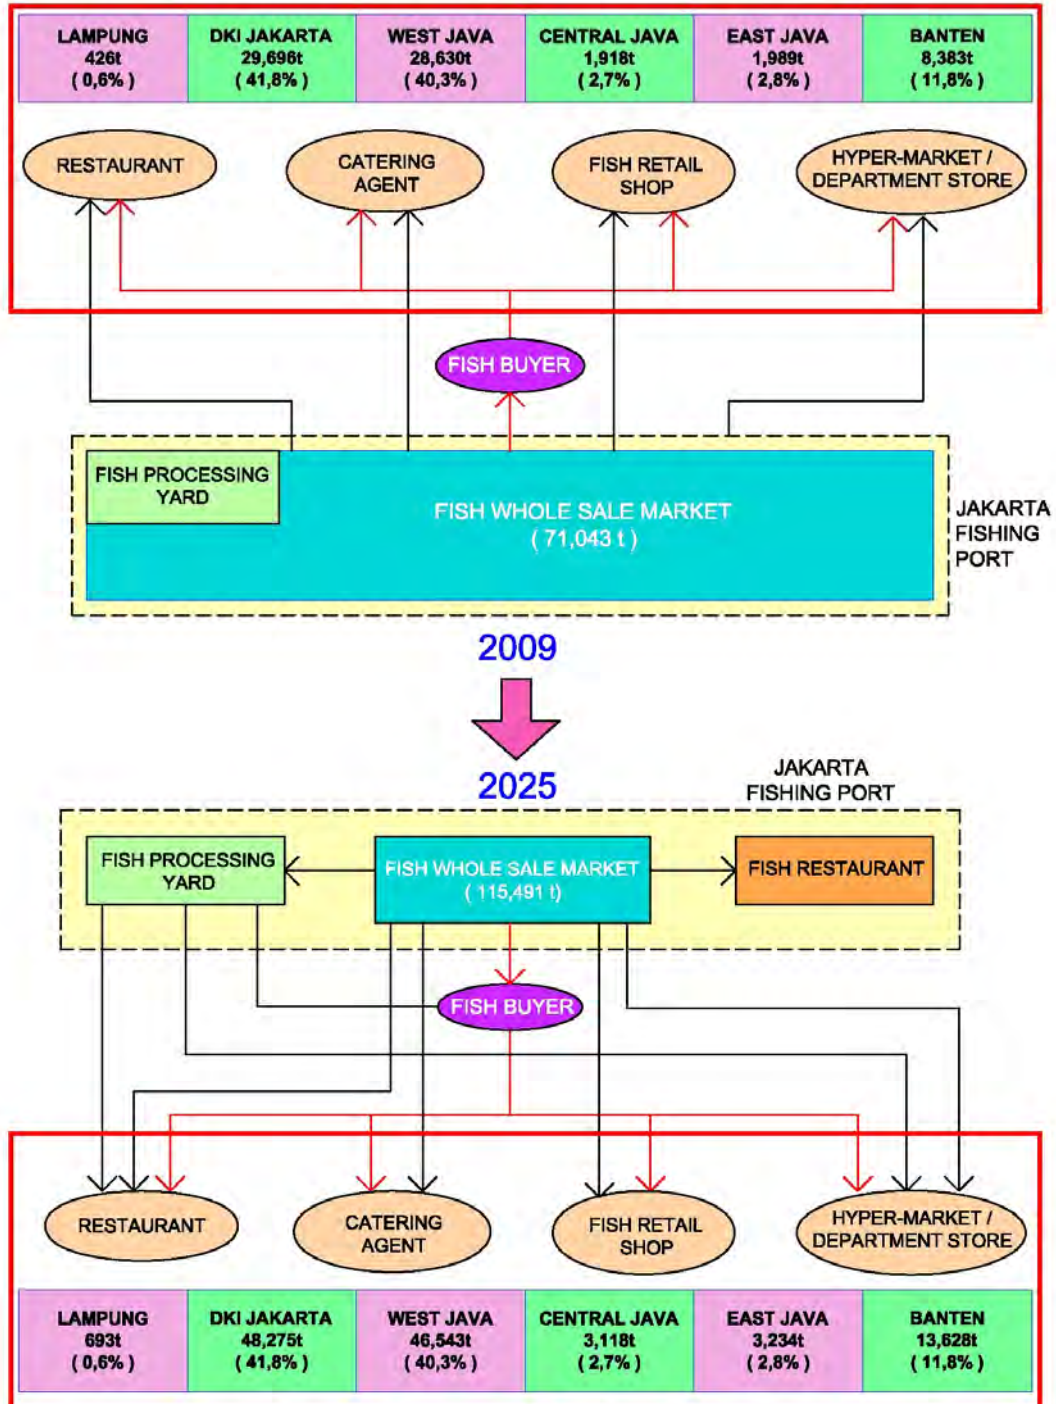 LAMPUNG
426t
( 0,6% )
DKI JAKARTA
29,696t
( 41,8% )
WEST JAVA
28,630t
( 40,3% )
CENTRAL JAVA
1,918t
( 2,7% )
EAST JAVA
1,989t
( 2,8% )
BANTEN
8,383t
( 11,8% )
RESTAURANT
CATERING
AGENT
FISH RETAIL
SHOP
HYPER-MARKET /
DEPARTMENT STORE
FISH BUYER
FISH PROCESSING
YARD
FISH WHOLE SALE MARKET
( 71,043 t )
JAKARTA
FISHING
PORT
2009
2025
JAKARTA
FISHING PORT
FISH PROCESSING
YARD
FISH WHOLE SALE MARKET
( 115,491 t)
FISH RESTAURANT
FISH BUYER
RESTAURANT
CATERING
AGENT
FISH RETAIL
SHOP
HYPER-MARKET /
DEPARTMENT STORE
LAMPUNG
693t
( 0,6% )
DKI JAKARTA
48,275t
( 41,8% )
WEST JAVA
46,543t
( 40,3% )
CENTRAL JAVA
3,118t
( 2,7% )
EAST JAVA
3,234t
( 2,8% )
BANTEN
13,628t
( 11,8% )